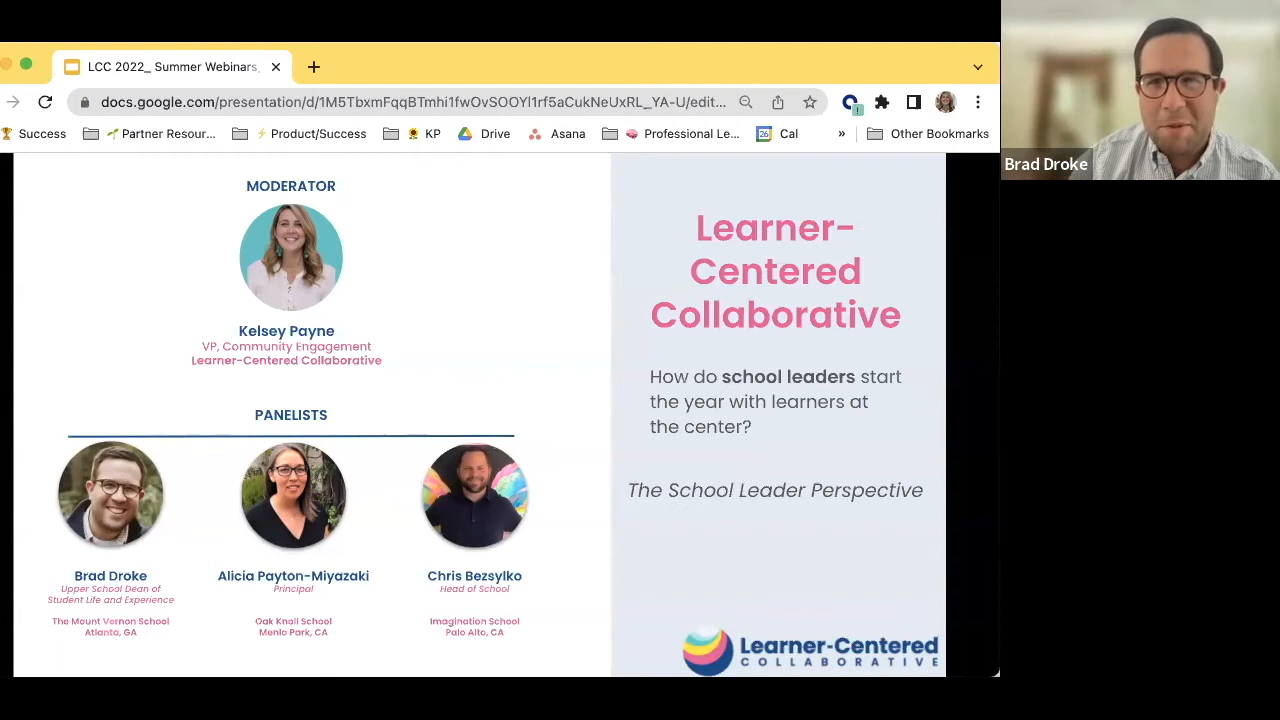 LCC 2022_ Summer Webinars,
docs.google.com/presentation/d/1M5TbxmFqqBTmhi1fwOvSOOYl1rf5aCukNeUxRL_YA-U/edit...
Success
Partner Resour...
Product/Success
KP
Drive
Asana
Professional Le...
26
Cal
»
Other Bookmarks
Brad Droke
MODERATOR
Kelsey Payne
VP, Community Engagement
Learner-Centered Collaborative
PANELISTS
Brad Droke
Upper School Dean of
Student Life and Experience
The Mount Vernon School
Atlanta, GA
Alicia Payton-Miyazaki
Principal
Oak Knoll School
Menlo Park, CA
Chris Bezsylko
Head of School
Imagination School
Palo Alto, CA
Learner-
Centered
Collaborative
How do school leaders start
the year with learners at
the center?
The School Leader Perspective
Learner-Centered
COLLABORATIVE